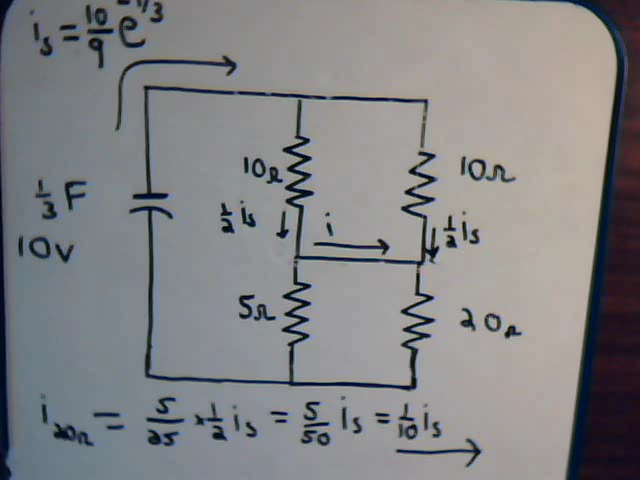 i_s = 10/9 e^-t/3
10Ω
10Ω
1/3 F
10v
1/2 i_s
i
1/2 i_s
5Ω
20Ω
i_20Ω = 5/25 × 1/2 i_s = 5/50 i_s = 1/10 i_s